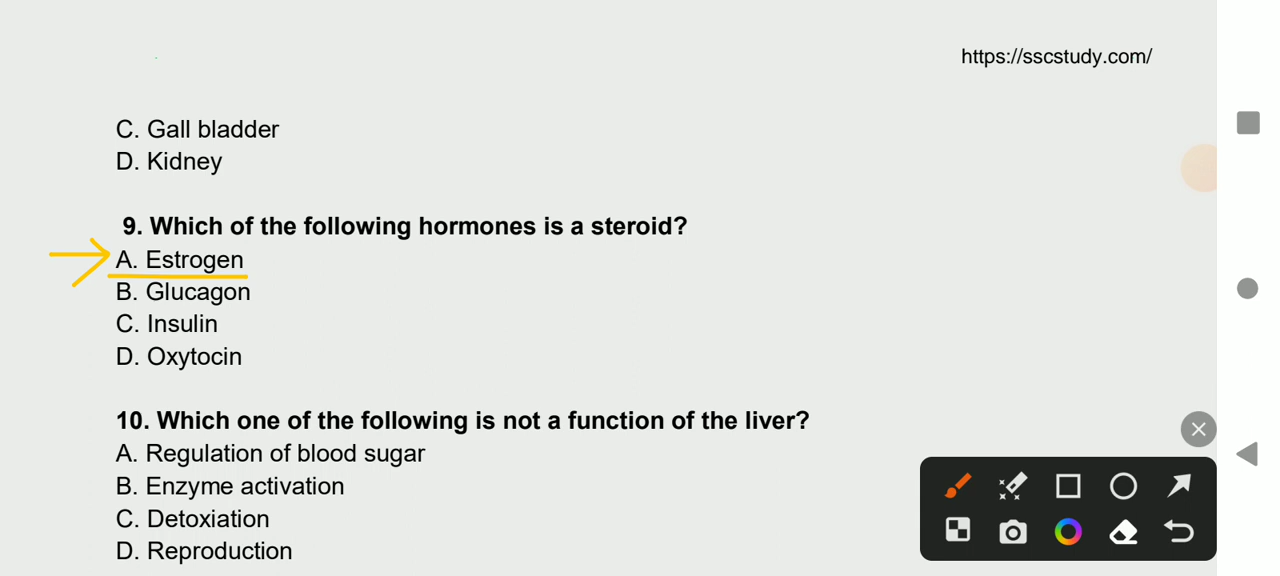 https://sscstudy.com/
C. Gall bladder
D. Kidney
9. Which of the following hormones is a steroid?
A. Estrogen
B. Glucagon
C. Insulin
D. Oxytocin
10. Which one of the following is not a function of the liver?
A. Regulation of blood sugar
B. Enzyme activation
C. Detoxiation
D. Reproduction